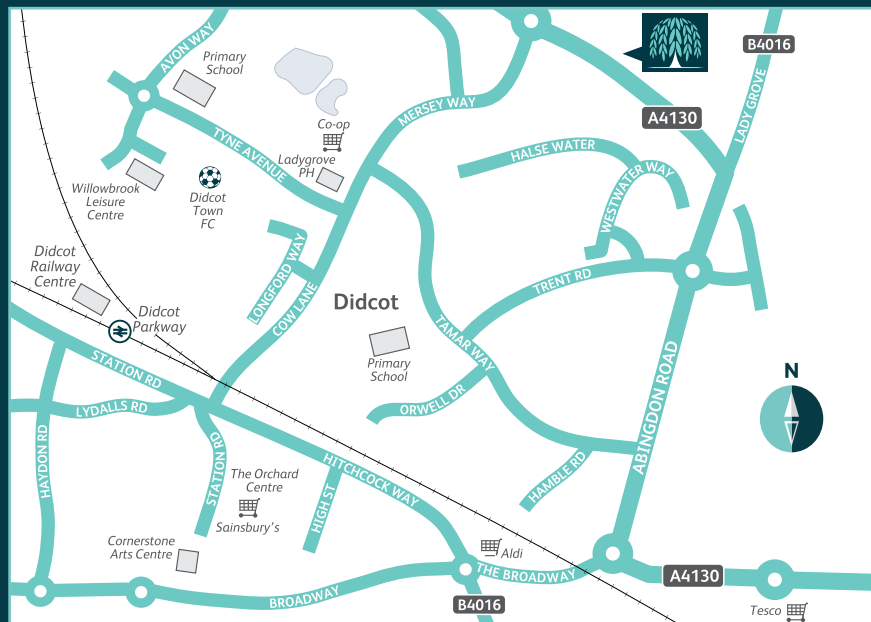 AVON WAY
Primary
School
B4016
Co-op
MERSEY WAY
A4130
LADY GROVE
TYNE AVENUE
Ladygrove
PH
HALSE WATER
WESTWATER WAY
Willowbrook
Leisure
Centre
Didcot
Town
FC
Didcot
Railway
Centre
LONGFORD WAY
COW LANE
Didcot
TRENT RD
Didcot
Parkway
TAMAR WAY
Primary
School
ABINGDON ROAD
N
STATION RD
LYDALLS RD
ORWELL DR
HAYDON RD
STATION RD
The Orchard
Centre
Sainsbury's
HIGH ST
HITCHCOCK WAY
HAMBLE RD
Cornerstone
Arts Centre
Aldi
THE BROADWAY
A4130
BROADWAY
B4016
Tesco